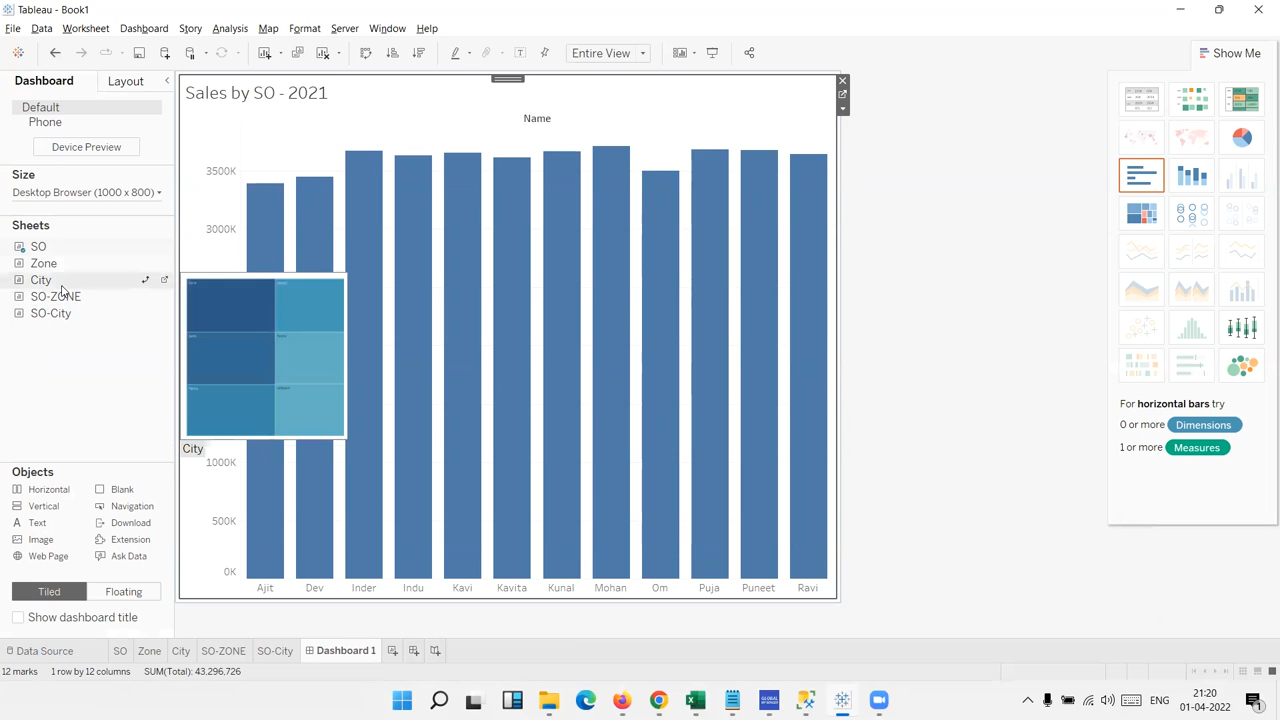 Tableau - Book1
File Data Worksheet Dashboard Story Analysis Map Format Server Window Help
Entire View
Show Me
Dashboard Layout
Default
Phone
Device Preview
Size
Desktop Browser (1000 x 800)
Sheets
SO
Zone
City
SO-ZONE
SO-City
Objects
Horizontal Blank
Vertical Navigation
Text Download
Image Extension
Web Page Ask Data
Tiled Floating
Show dashboard title
Sales by SO - 2021
Name
3500K
3000K
1000K
500K
0K
City
Ajit Dev Inder Indu Kavi Kavita Kunal Mohan Om Puja Puneet Ravi
For horizontal bars try
0 or more Dimensions
1 or more Measures
Data Source SO Zone City SO-ZONE SO-City Dashboard 1
12 marks 1 row by 12 columns SUM(Total): 43,296,726
ENG
21:20
01-04-2022